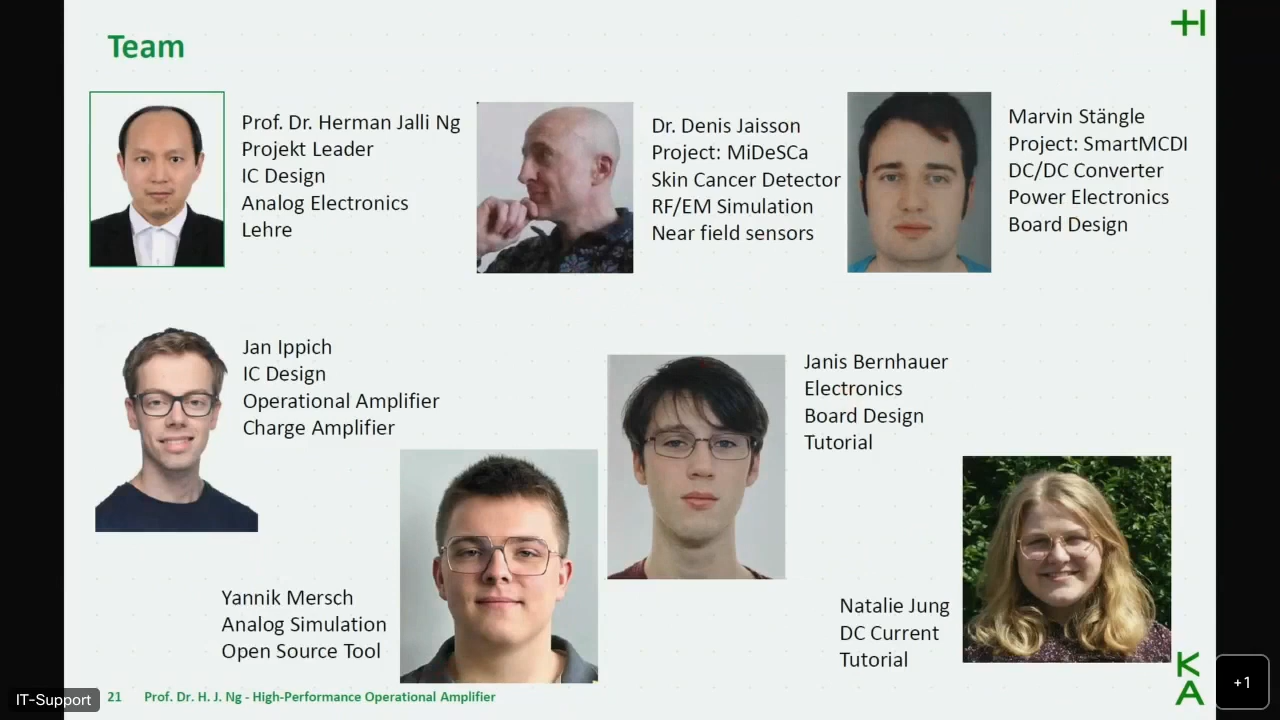 Team
Prof. Dr. Herman Jalli Ng
Projekt Leader
IC Design
Analog Electronics
Lehre
Dr. Denis Jaisson
Project: MiDeSCa
Skin Cancer Detector
RF/EM Simulation
Near field sensors
Marvin Stängle
Project: SmartMCDI
DC/DC Converter
Power Electronics
Board Design
Jan Ippich
IC Design
Operational Amplifier
Charge Amplifier
Janis Bernhauer
Electronics
Board Design
Tutorial
Yannik Mersch
Analog Simulation
Open Source Tool
Natalie Jung
DC Current
Tutorial
H
K
A
IT-Support
21 Prof. Dr. H. J. Ng - High-Performance Operational Amplifier
+1